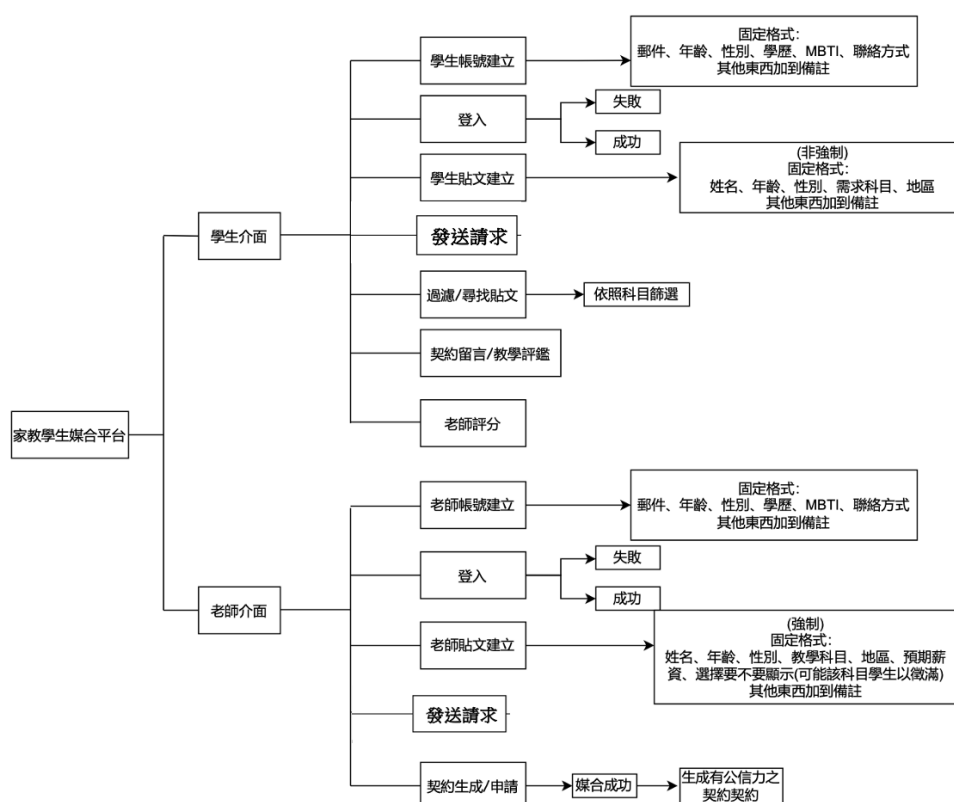 家教學生媒合平台
學生介面
學生帳號建立
固定格式：
郵件、年齡、性別、學歷、MBTI、聯絡方式
其他東西加到備註
登入
失敗
成功
學生貼文建立
(非強制)
固定格式：
姓名、年齡、性別、需求科目、地區
其他東西加到備註
發送請求
過濾/尋找貼文
依照科目篩選
契約留言/教學評鑑
老師評分
老師介面
老師帳號建立
固定格式：
郵件、年齡、性別、學歷、MBTI、聯絡方式
其他東西加到備註
登入
失敗
成功
老師貼文建立
(強制)
固定格式：
姓名、年齡、性別、教學科目、地區、預期薪
資、選擇要不要顯示(可能該科目學生以徵滿)
其他東西加到備註
發送請求
契約生成/申請
媒合成功
生成有公信力之
契約契約